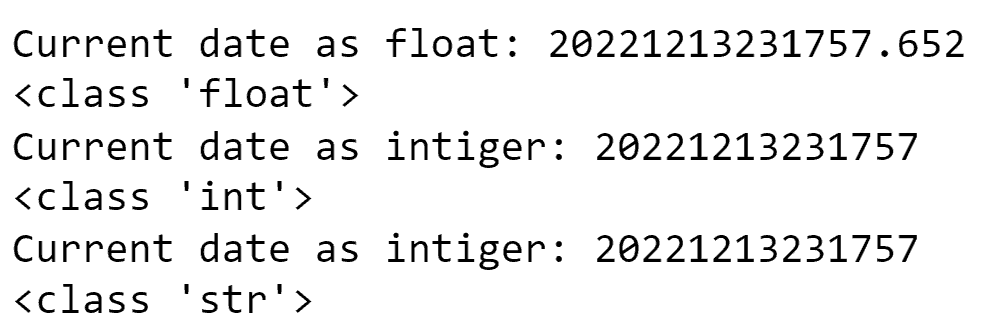 Current date as float: 20221213231757.652
<class 'float'>
Current date as intiger: 20221213231757
<class 'int'>
Current date as intiger: 20221213231757
<class 'str'>